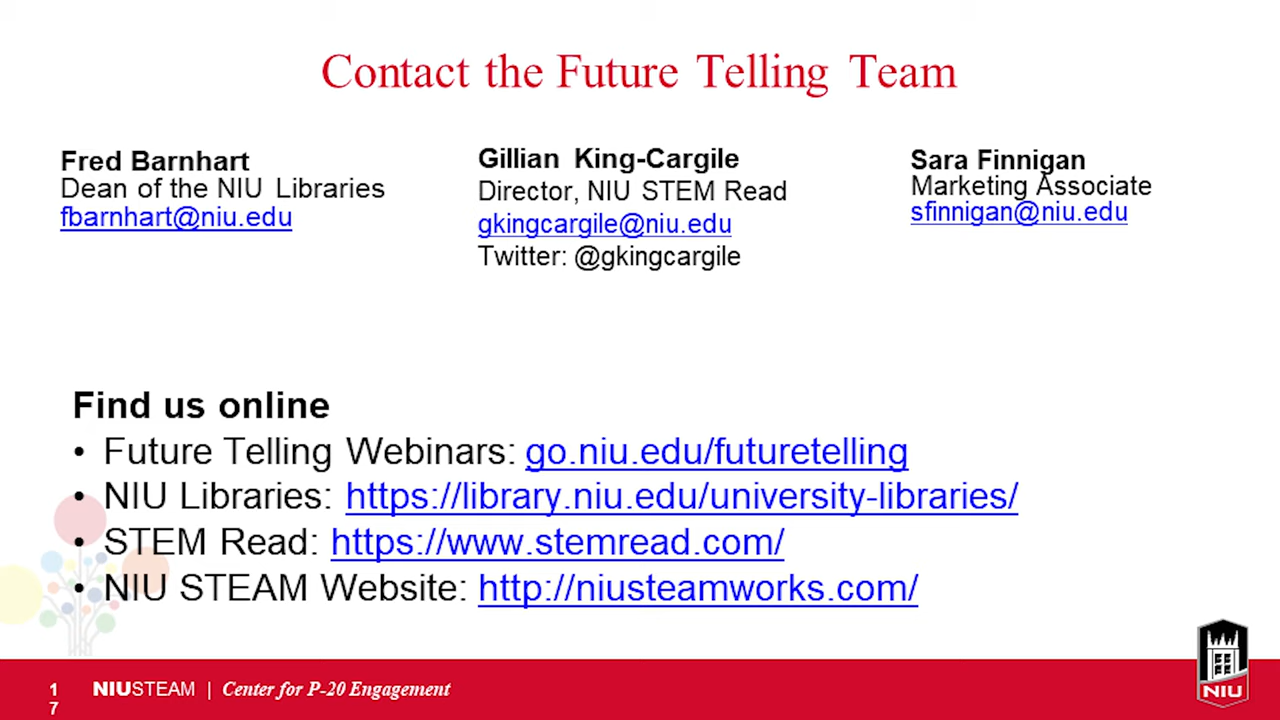 Contact the Future Telling Team
Fred Barnhart
Dean of the NIU Libraries
fbarnhart@niu.edu
Gillian King-Cargile
Director, NIU STEM Read
gkingcargile@niu.edu
Twitter: @gkingcargile
Sara Finnigan
Marketing Associate
sfinnigan@niu.edu
Find us online
• Future Telling Webinars: go.niu.edu/futuretelling
• NIU Libraries: https://library.niu.edu/university-libraries/
• STEM Read: https://www.stemread.com/
• NIU STEAM Website: http://niusteamworks.com/
1
7
NIUSTEAM | Center for P-20 Engagement
NIU